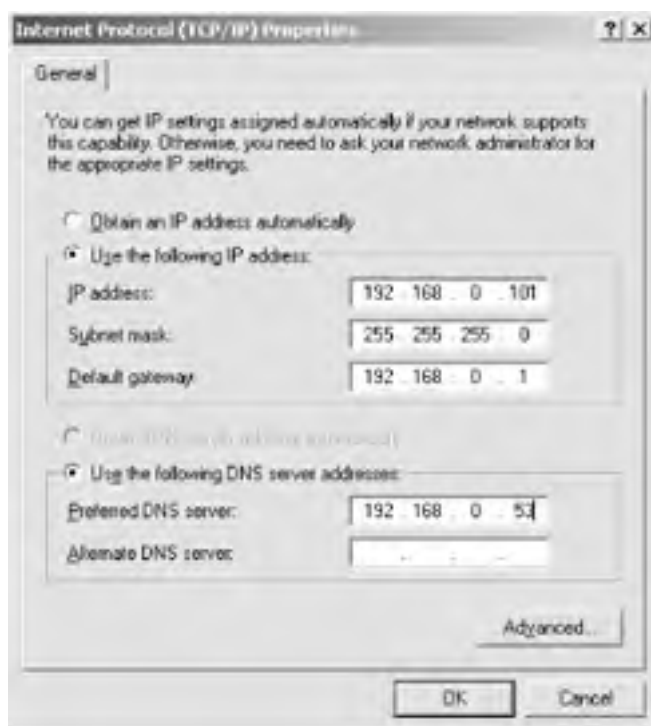 Internet Protocol (TCP/IP) Properties
? X
General
You can get IP settings assigned automatically if your network supports
this capability. Otherwise, you need to ask your network administrator for
the appropriate IP settings.
Obtain an IP address automatically
Use the following IP address:
IP address: 192 . 168 . 0 . 101
Subnet mask: 255 . 255 . 255 . 0
Default gateway: 192 . 168 . 0 . 1
Use the following DNS server addresses:
Preferred DNS server: 192 . 168 . 0 . 53
Alternate DNS server: . . .
Advanced...
OK Cancel